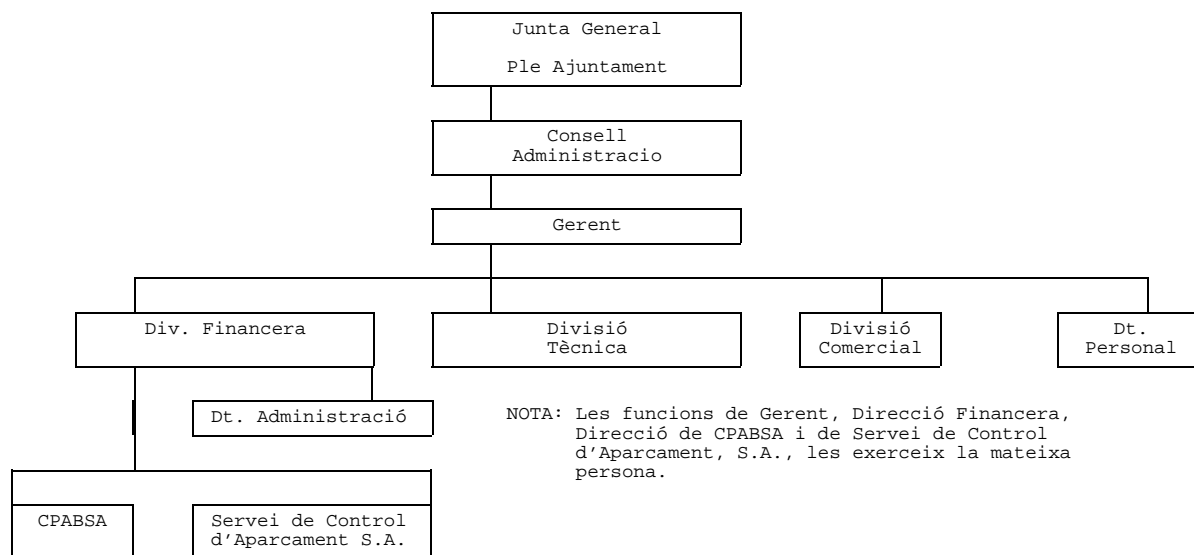 Junta General
Ple Ajuntament
Consell
Administracio
Gerent
Div. Financera
Divisió
Tècnica
Divisió
Comercial
Dt.
Personal
Dt. Administració
NOTA: Les funcions de Gerent, Direcció Financera,
Direcció de CPABSA i de Servei de Control
d'Aparcament, S.A., les exerceix la mateixa
persona.
CPABSA
Servei de Control
d'Aparcament S.A.